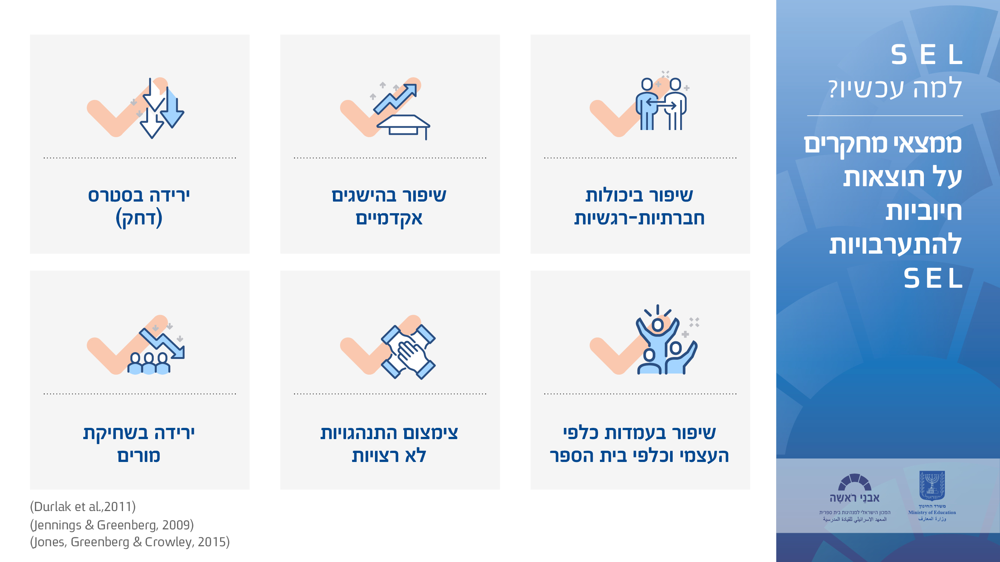 SEL
למה עכשיו?
ממצאי מחקרים
על תוצאות
חיוביות
להתערבויות
SEL
שיפור ביכולות
חברתיות-רגשיות
שיפור בהישגים
אקדמיים
ירידה בסטרס
(דחק)
שיפור בעמדות כלפי
העצמי וכלפי בית הספר
צימצום התנהגויות
לא רצויות
ירידה בשחיקת
מורים
(Durlak et al.,2011)
(Jennings & Greenberg, 2009)
(Jones, Greenberg & Crowley, 2015)
משרד החינוך
Ministry of Education
وزارة المعارف
אבני רֹאשָׁה
המכון הישראלי למנהיגות בית ספרית
المعهد الإسرائيلي للقيادة المدرسية